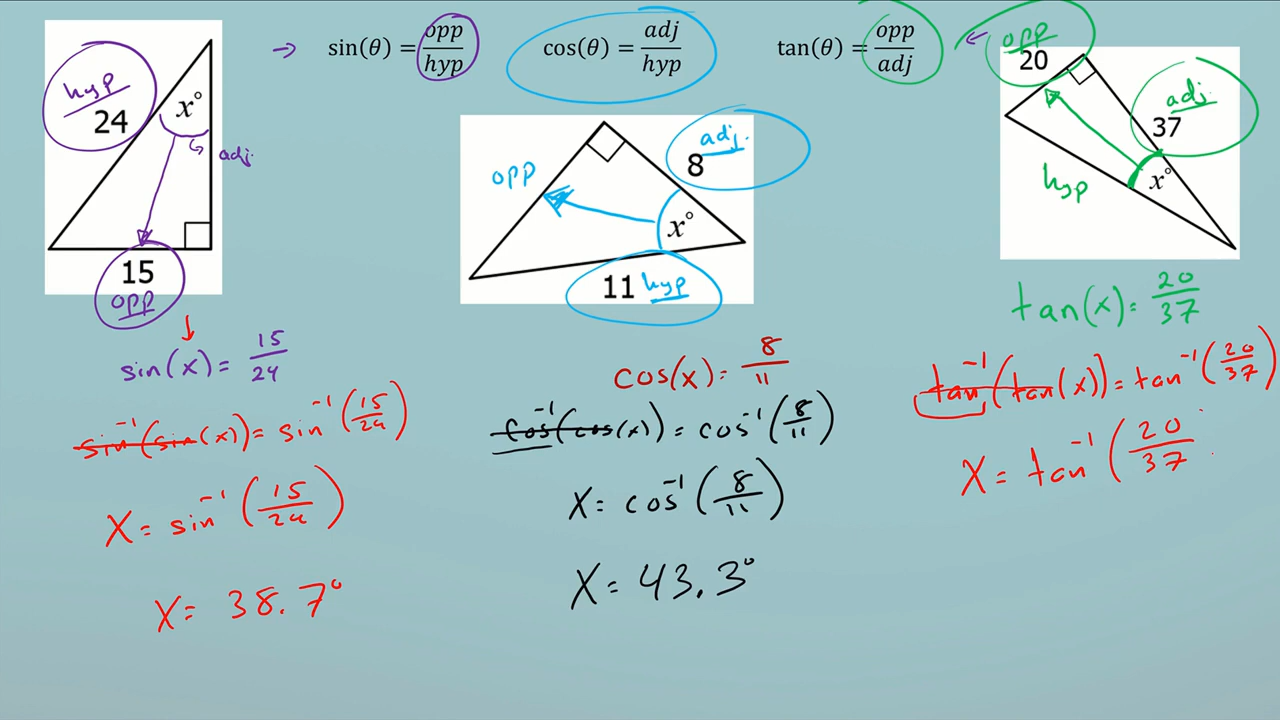 → sin(θ) = opp/hyp
cos(θ) = adj/hyp
tan(θ) = opp/adj
hyp
24
x°
adj.
15
opp
sin(x) = 15/24
sin⁻¹(sin(x)) = sin⁻¹(15/24)
X = sin⁻¹(15/24)
X = 38.7°
opp
adj.
8
x°
11 hyp
cos(x) = 8/11
cos⁻¹(cos(x)) = cos⁻¹(8/11)
X = cos⁻¹(8/11)
X = 43.3°
opp
20
adj.
37
hyp
x°
tan(x) = 20/37
tan⁻¹(tan(x)) = tan⁻¹(20/37)
X = tan⁻¹(20/37